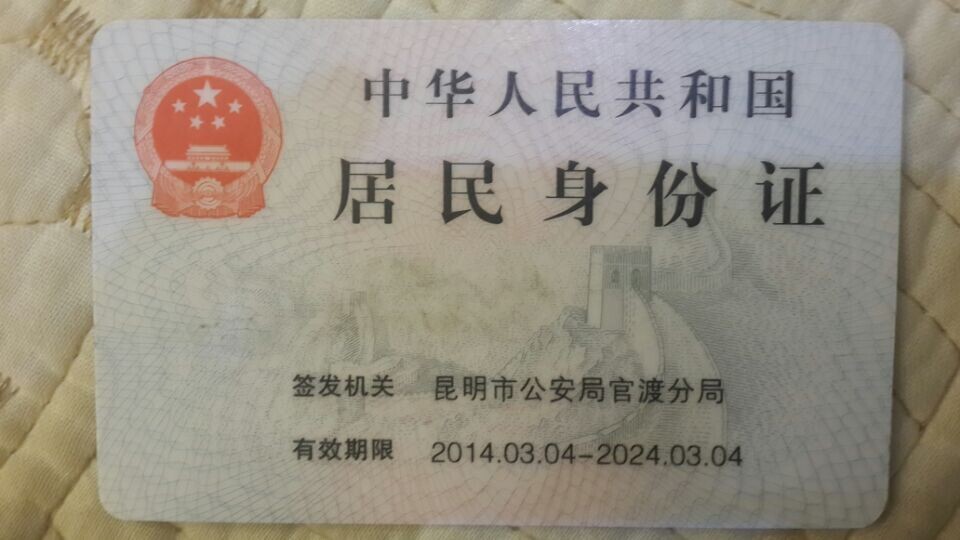 中华人民共和国
居民身份证
签发机关 昆明市公安局官渡分局
有效期限 2014.03.04-2024.03.04